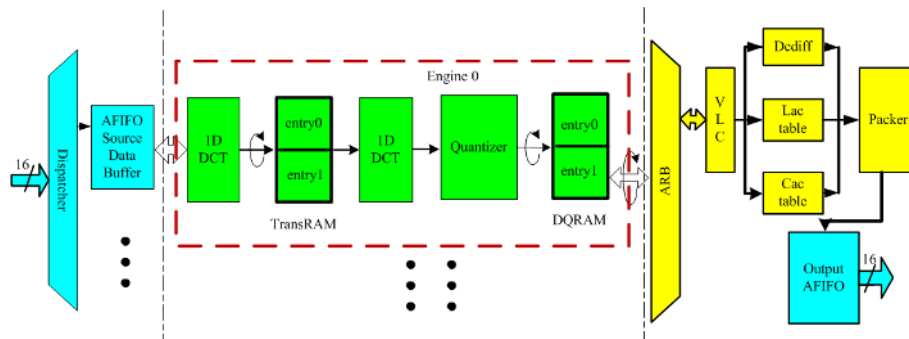 16
Dispatcher
AFIFO
Source
Data
Buffer
Engine 0
1D
DCT
entry0
entry1
TransRAM
1D
DCT
Quantizer
entry0
entry1
DQRAM
ARB
V
L
C
Dcdiff
Lac
table
Cac
table
Packer
Output
AFIFO
16